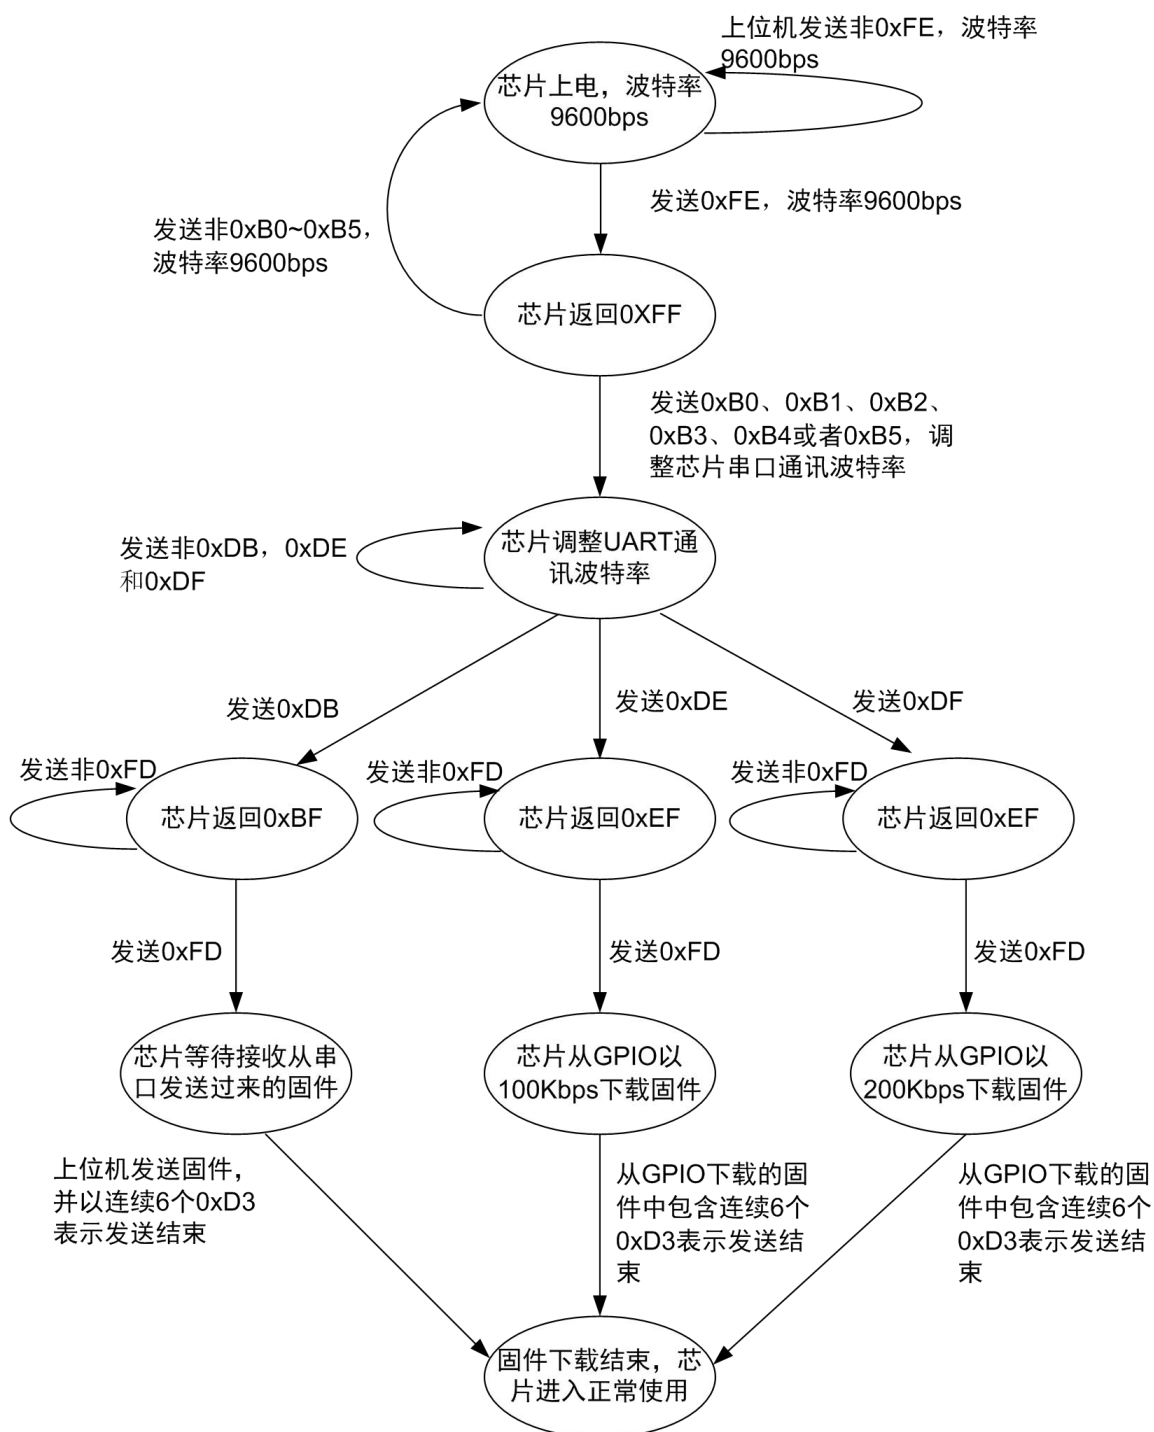 上位机发送非0xFE，波特率
9600bps
芯片上电，波特率
9600bps
发送0xFE，波特率9600bps
发送非0xB0~0xB5，
波特率9600bps
芯片返回0XFF
发送0xB0、0xB1、0xB2、
0xB3、0xB4或者0xB5，调
整芯片串口通讯波特率
芯片调整UART通
讯波特率
发送非0xDB，0xDE
和0xDF
发送0xDB
发送0xDE
发送0xDF
发送非0xFD
芯片返回0xBF
发送非0xFD
芯片返回0xEF
发送非0xFD
芯片返回0xEF
发送0xFD
发送0xFD
发送0xFD
芯片等待接收从串
口发送过来的固件
芯片从GPIO以
100Kbps下载固件
芯片从GPIO以
200Kbps下载固件
上位机发送固件，
并以连续6个0xD3
表示发送结束
从GPIO下载的固
件中包含连续6个
0xD3表示发送结
束
从GPIO下载的固
件中包含连续6个
0xD3表示发送结
束
固件下载结束，芯
片进入正常使用